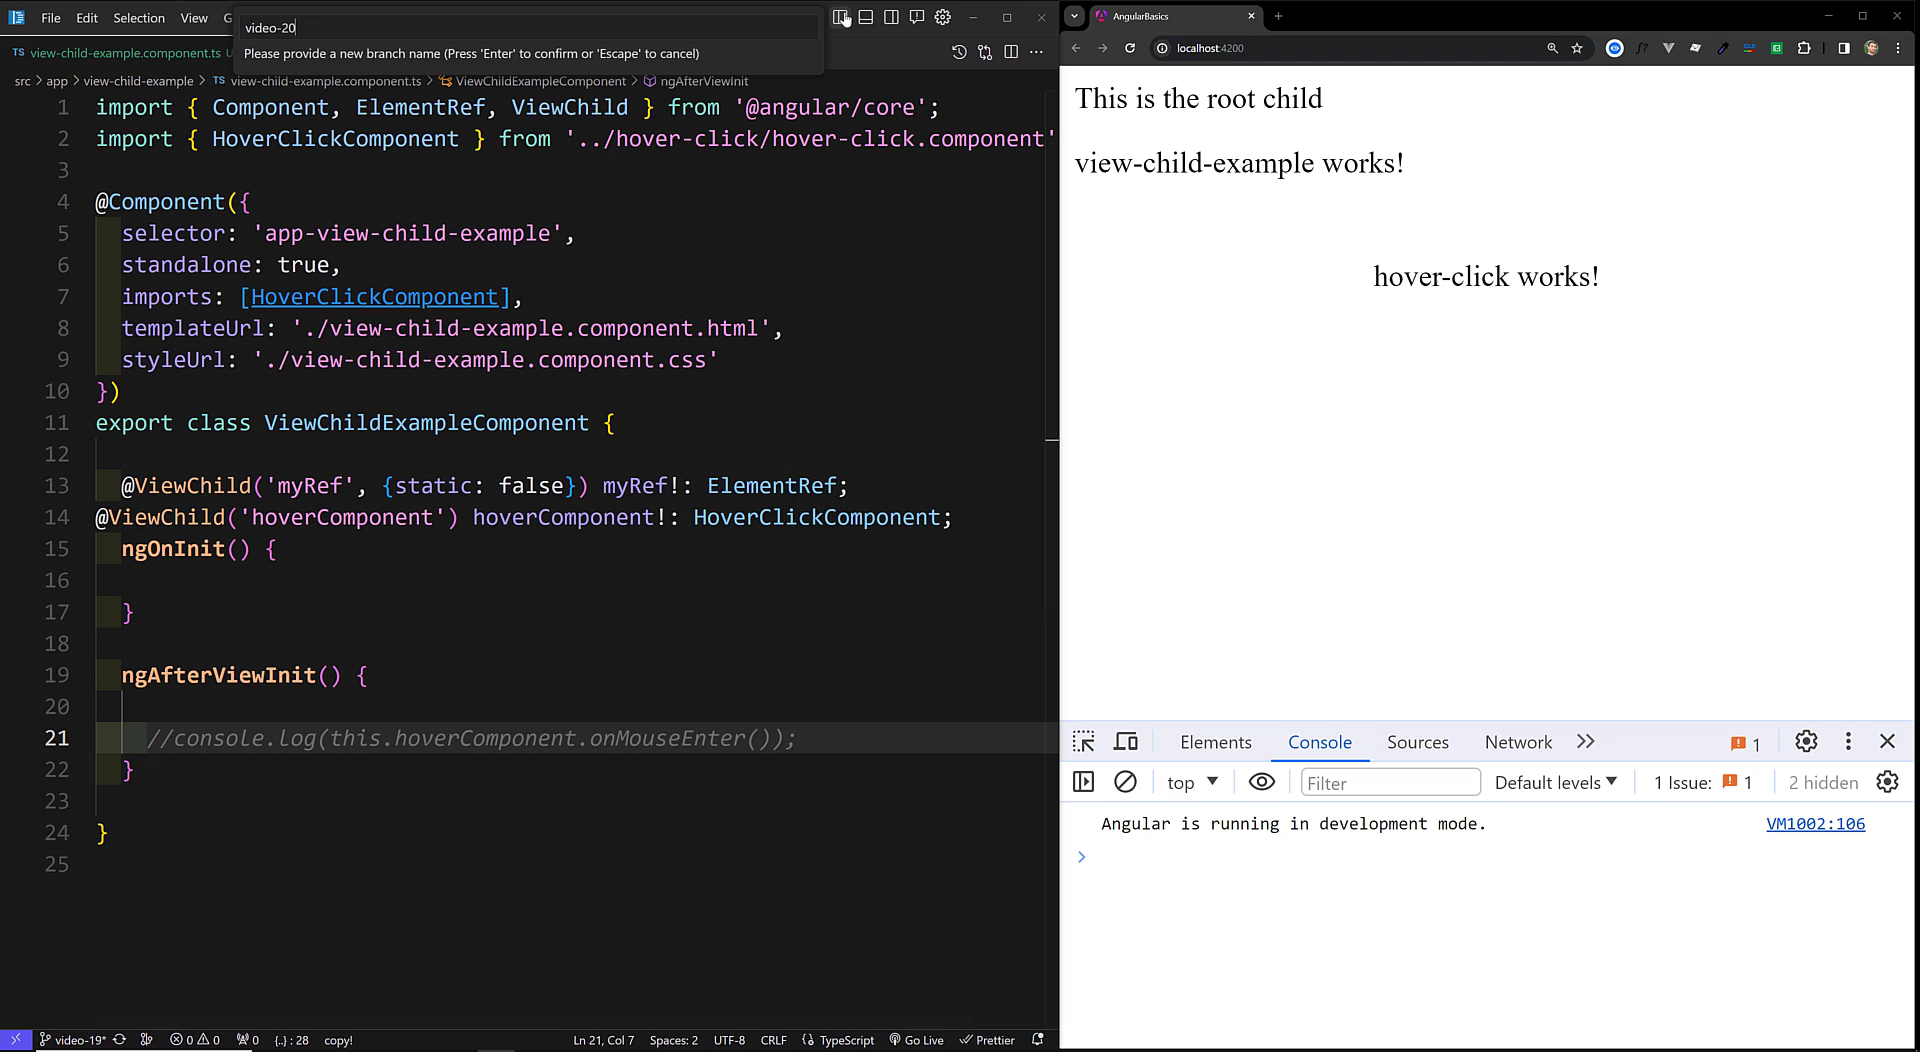 File Edit Selection View G
video-20
Please provide a new branch name (Press 'Enter' to confirm or 'Escape' to cancel)
TS view-child-example.component.ts U
src > app > view-child-example > TS view-child-example.component.ts > ViewChildExampleComponent > ngAfterViewInit
1 import { Component, ElementRef, ViewChild } from '@angular/core';
2 import { HoverClickComponent } from '../hover-click/hover-click.component'
3
4 @Component({
5 selector: 'app-view-child-example',
6 standalone: true,
7 imports: [HoverClickComponent],
8 templateUrl: './view-child-example.component.html',
9 styleUrl: './view-child-example.component.css'
10 })
11 export class ViewChildExampleComponent {
12
13 @ViewChild('myRef', {static: false}) myRef!: ElementRef;
14 @ViewChild('hoverComponent') hoverComponent!: HoverClickComponent;
15 ngOnInit() {
16
17 }
18
19 ngAfterViewInit() {
20
21 //console.log(this.hoverComponent.onMouseEnter());
22 }
23
24 }
25
video-19* 0 0 0 {..} : 28 copy! Ln 21, Col 7 Spaces: 2 UTF-8 CRLF TypeScript Go Live Prettier
AngularBasics
localhost:4200
This is the root child
view-child-example works!
hover-click works!
Elements Console Sources Network 1
top Filter Default levels 1 Issue: 1 2 hidden
Angular is running in development mode. VM1002:106